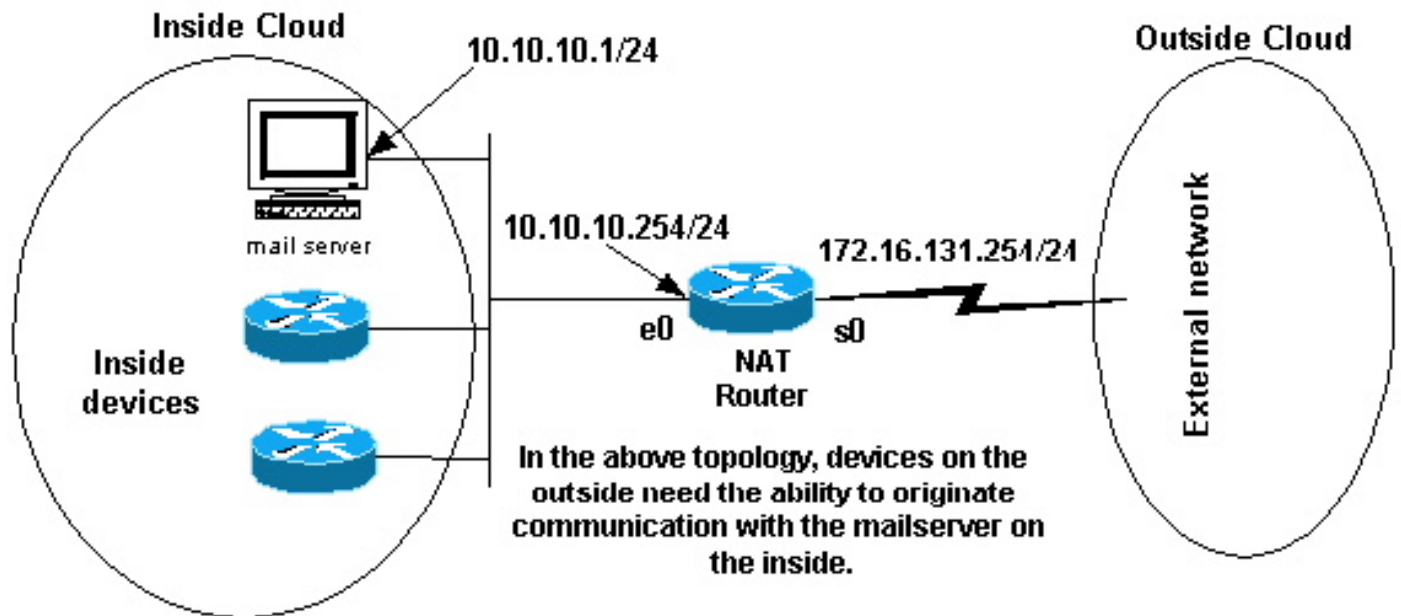 Inside Cloud
10.10.10.1/24
Outside Cloud
mail server
10.10.10.254/24
172.16.131.254/24
e0
s0
NAT
Router
Inside
devices
External network
In the above topology, devices on the
outside need the ability to originate
communication with the mailserver on
the inside.